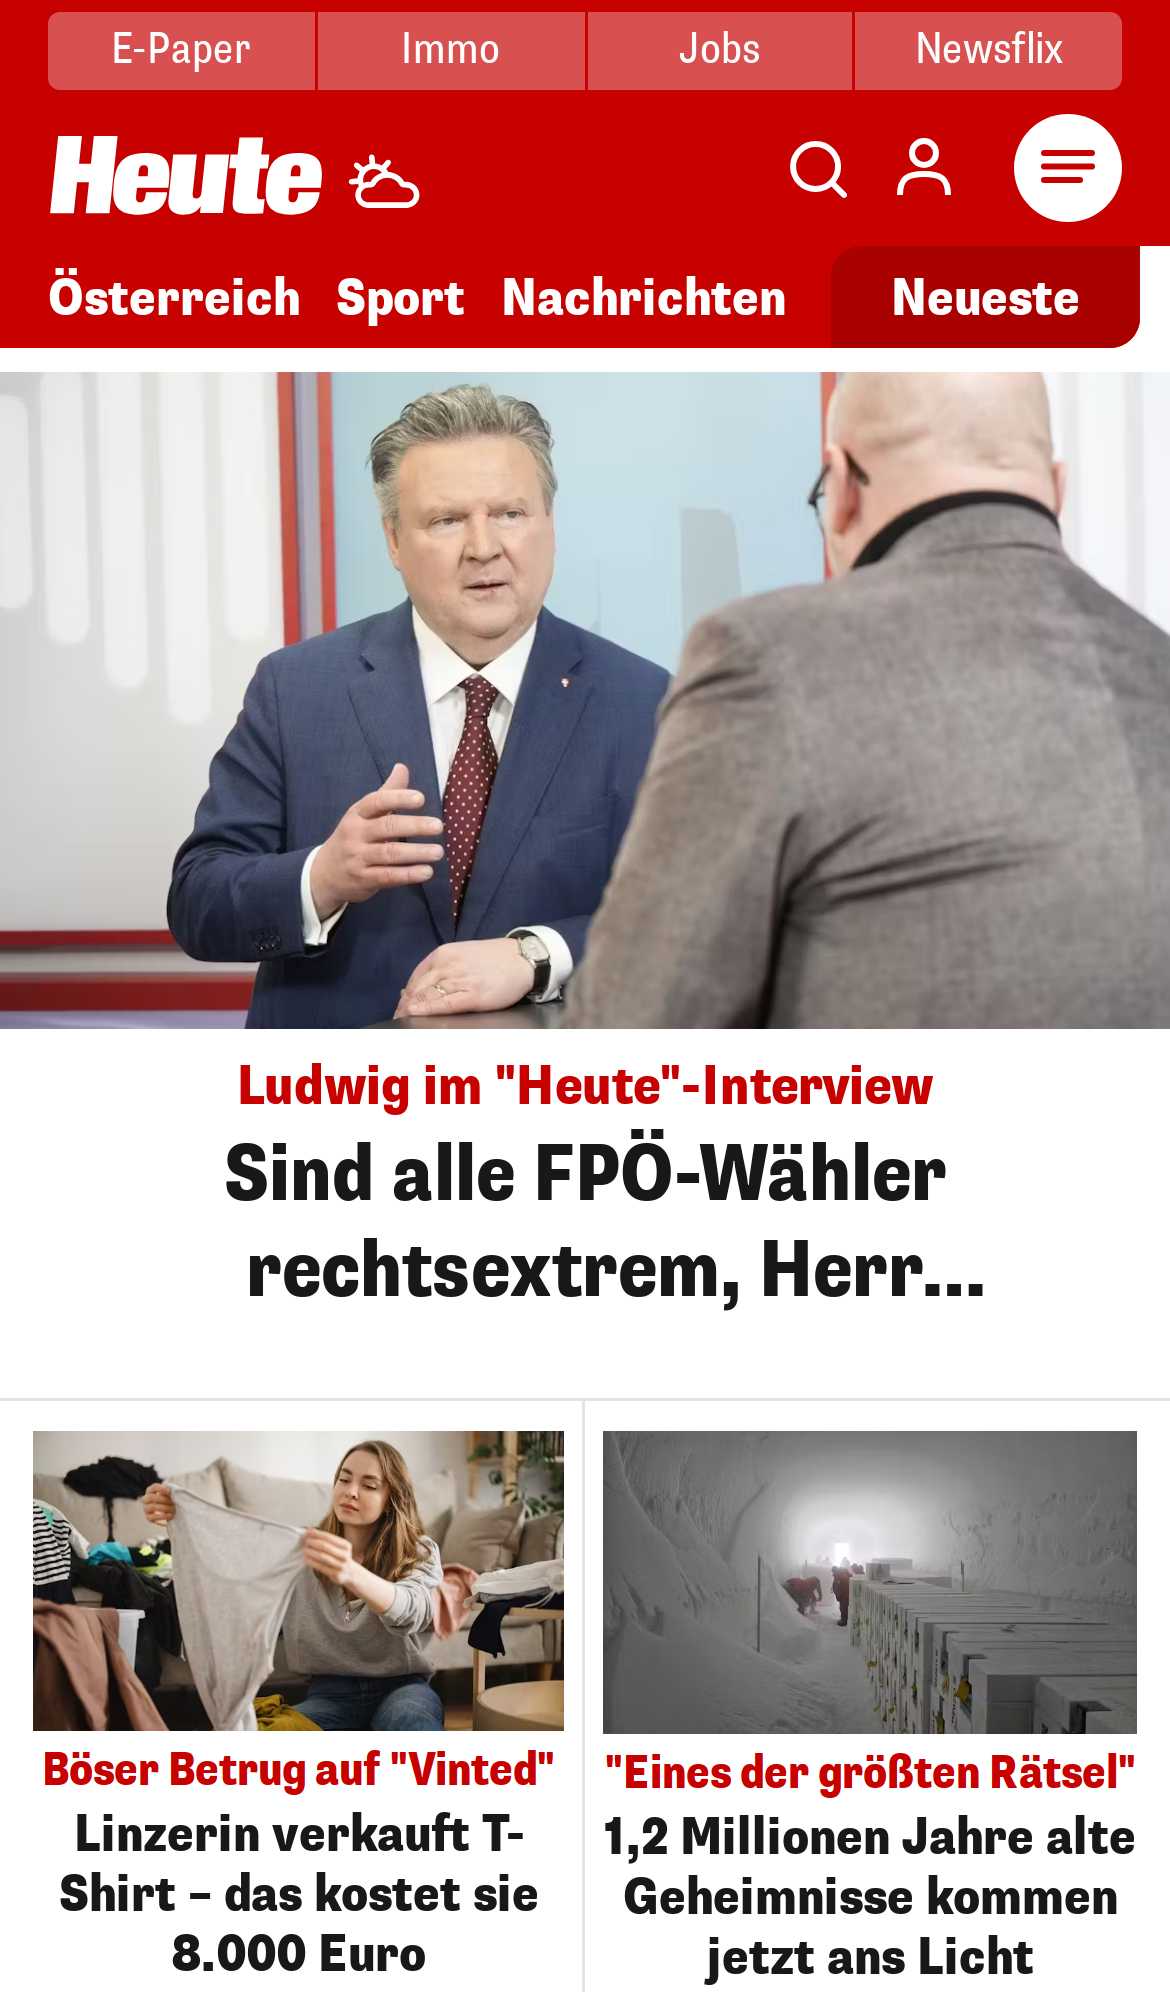 E-Paper
Immo
Jobs
Newsflix
Heute
Österreich
Sport
Nachrichten
Neueste
Ludwig im "Heute"-Interview
Sind alle FPÖ-Wähler
rechtsextrem, Herr...
Böser Betrug auf "Vinted"
Linzerin verkauft T-
Shirt – das kostet sie
8.000 Euro
"Eines der größten Rätsel"
1,2 Millionen Jahre alte
Geheimnisse kommen
jetzt ans Licht